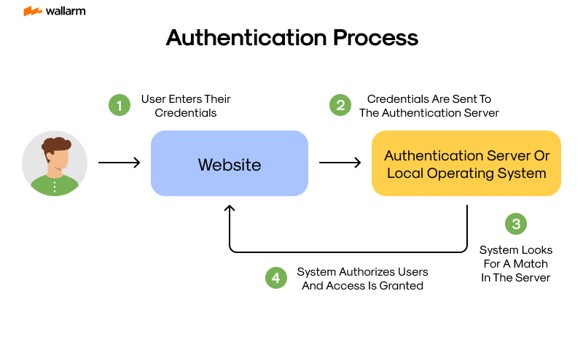 wallarm
Authentication Process
1
User Enters Their
Credentials
2
Credentials Are Sent To
The Authentication Server
Website
Authentication Server Or
Local Operating System
3
System Looks
For A Match
In The Server
4
System Authorizes Users
And Access Is Granted